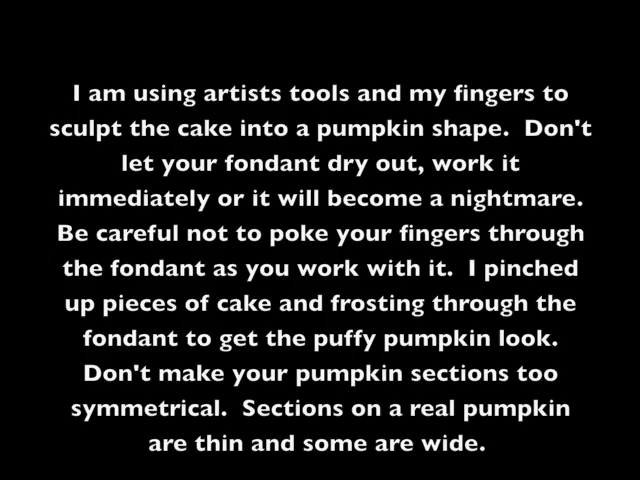 I am using artists tools and my fingers to
sculpt the cake into a pumpkin shape.  Don't
let your fondant dry out, work it
immediately or it will become a nightmare.
Be careful not to poke your fingers through
the fondant as you work with it.  I pinched
up pieces of cake and frosting through the
fondant to get the puffy pumpkin look.
Don't make your pumpkin sections too
symmetrical.  Sections on a real pumpkin
are thin and some are wide.